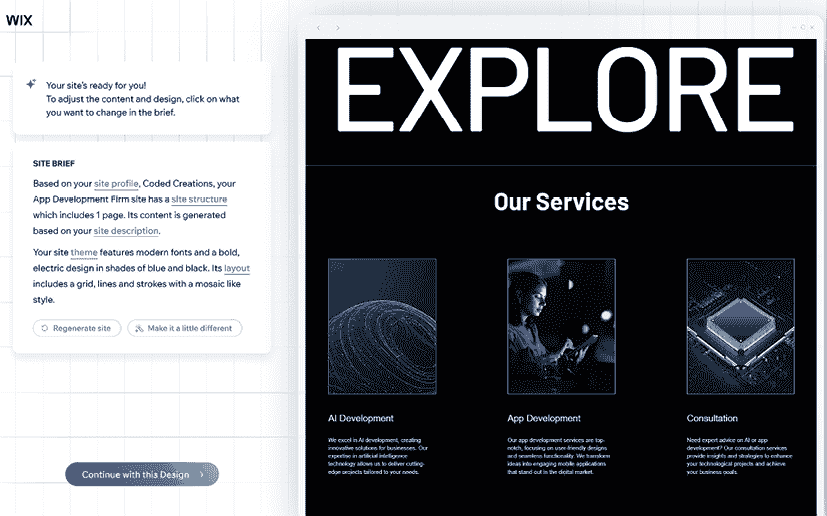 WIX
Your site's ready for you!
To adjust the content and design, click on what
you want to change in the brief.
SITE BRIEF
Based on your site profile, Coded Creations, your
App Development Firm site has a site structure
which includes 1 page. Its content is generated
based on your site description.
Your site theme features modern fonts and a bold,
electric design in shades of blue and black. Its layout
includes a grid, lines and strokes with a mosaic like
style.
Regenerate site
Make it a little different
Continue with this Design
EXPLORE
Our Services
AI Development
We excel in AI development, creating
innovative solutions for businesses. Our
expertise in artificial intelligence
technology allows us to deliver cutting-
edge projects tailored to your needs.
App Development
Our app development services are top-
notch, focusing on user-friendly designs
and seamless functionality. We transform
ideas into engaging mobile applications
that stand out in the digital market.
Consultation
Need expert advice on AI or app
development? Our consultation services
provide insights and strategies to enhance
your technological projects and achieve
your business goals.